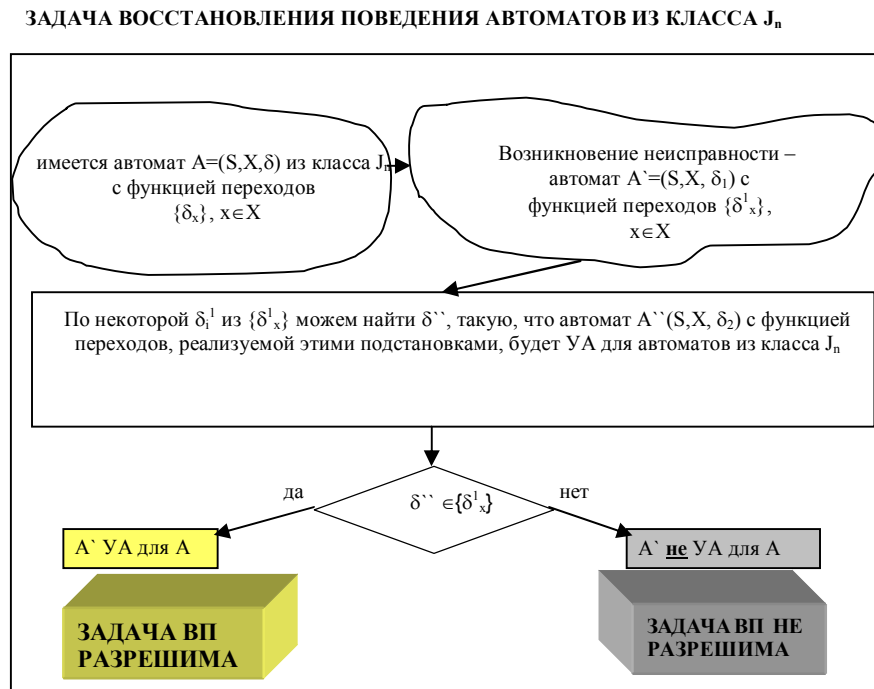 ЗАДАЧА ВОССТАНОВЛЕНИЯ ПОВЕДЕНИЯ АВТОМАТОВ ИЗ КЛАССА Jₙ
имеется автомат A=(S,X,δ) из класса Jₙ
с функцией переходов
{δₓ}, x∈X
Возникновение неисправности –
автомат A`=(S,X, δ₁) с
функцией переходов {δ¹ₓ},
x∈X
По некоторой δᵢ¹ из {δ¹ₓ} можем найти δ``, такую, что автомат A``(S,X, δ₂) с функцией
переходов, реализуемой этими подстановками, будет УА для автоматов из класса Jₙ
δ`` ∈{δ¹ₓ}
да
нет
A` УА для A
A` не УА для A
ЗАДАЧА ВП
РАЗРЕШИМА
ЗАДАЧА ВП НЕ
РАЗРЕШИМА